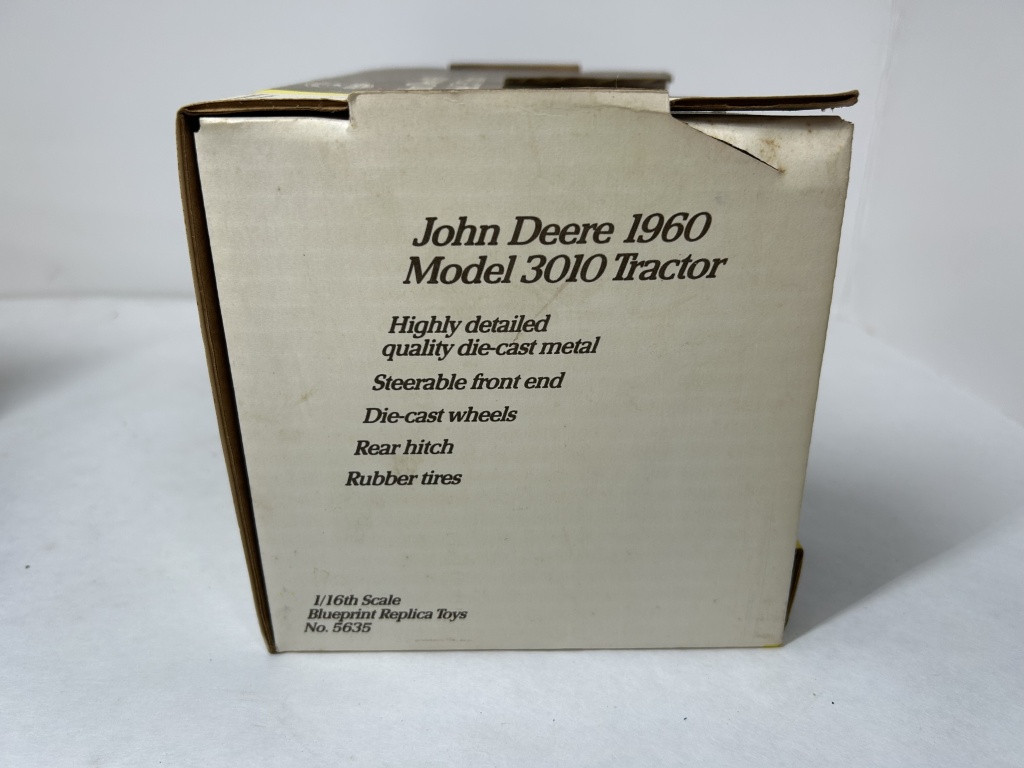 John Deere 1960
Model 3010 Tractor
Highly detailed
quality die-cast metal
Steerable front end
Die-cast wheels
Rear hitch
Rubber tires
1/16th Scale
Blueprint Replica Toys
No. 5635